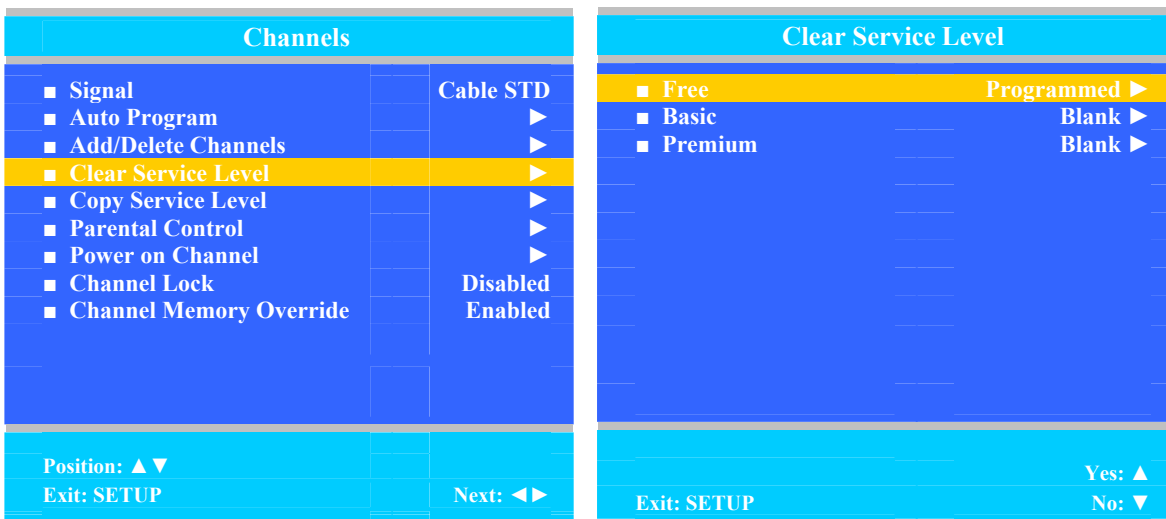 Channels
■ Signal Cable STD
■ Auto Program ►
■ Add/Delete Channels ►
■ Clear Service Level ►
■ Copy Service Level ►
■ Parental Control ►
■ Power on Channel ►
■ Channel Lock Disabled
■ Channel Memory Override Enabled
Position: ▲▼
Exit: SETUP Next: ◄►
Clear Service Level
■ Free Programmed ►
■ Basic Blank ►
■ Premium Blank ►
Yes: ▲
Exit: SETUP No: ▼